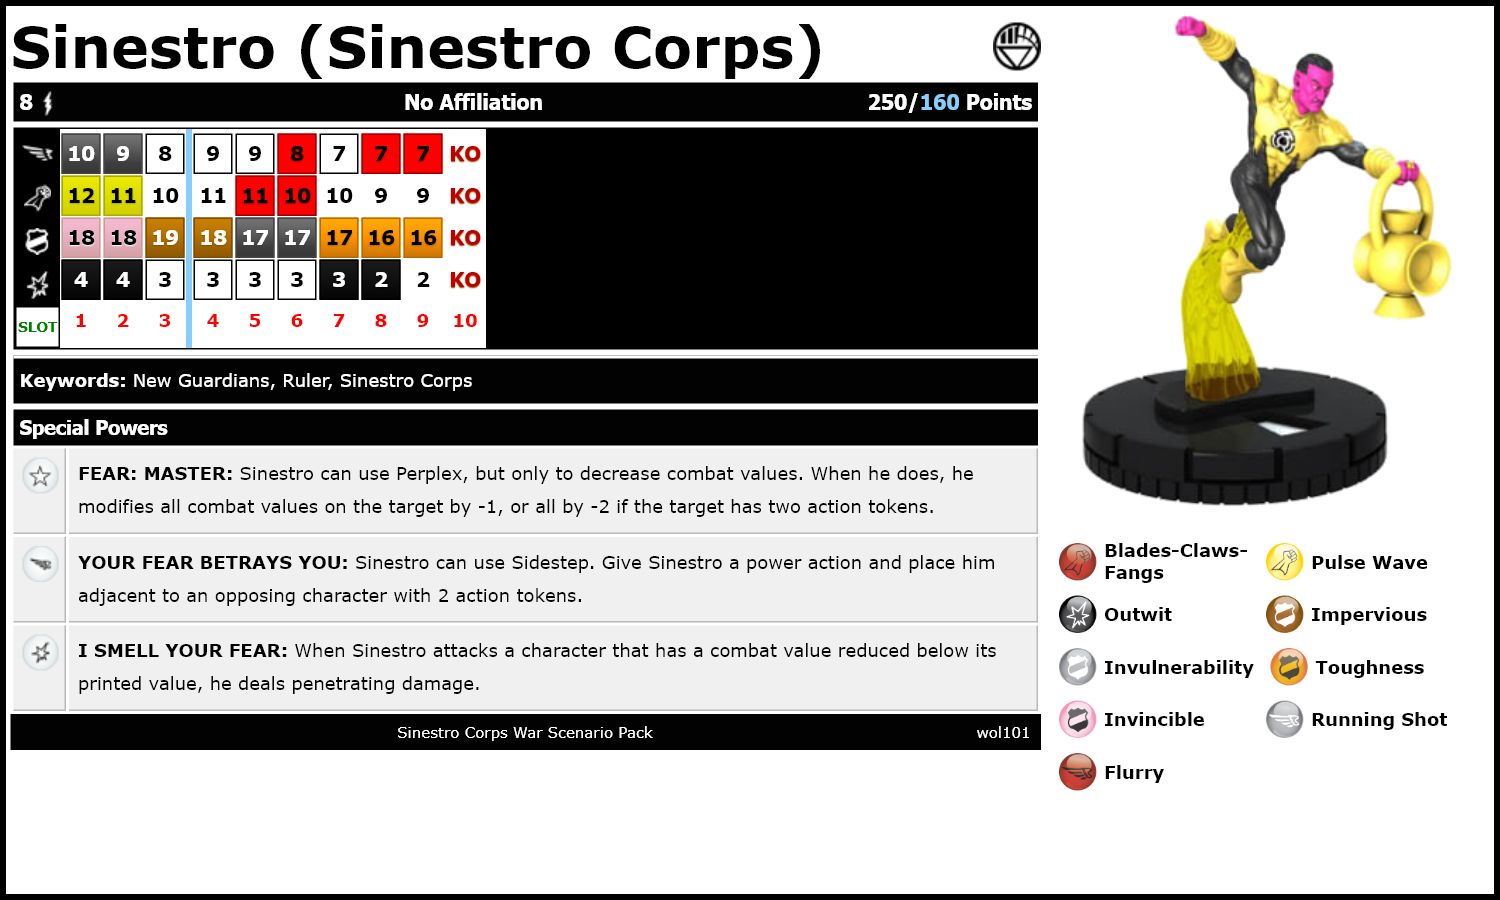 Sinestro (Sinestro Corps)
8 No Affiliation 250/160 Points
10 9 8 9 9 8 7 7 7 KO
12 11 10 11 11 10 10 9 9 KO
18 18 19 18 17 17 17 16 16 KO
4 4 3 3 3 3 3 2 2 KO
SLOT 1 2 3 4 5 6 7 8 9 10
Keywords: New Guardians, Ruler, Sinestro Corps
Special Powers
FEAR: MASTER: Sinestro can use Perplex, but only to decrease combat values. When he does, he
modifies all combat values on the target by -1, or all by -2 if the target has two action tokens.
YOUR FEAR BETRAYS YOU: Sinestro can use Sidestep. Give Sinestro a power action and place him
adjacent to an opposing character with 2 action tokens.
I SMELL YOUR FEAR: When Sinestro attacks a character that has a combat value reduced below its
printed value, he deals penetrating damage.
Sinestro Corps War Scenario Pack wol101
Blades-Claws-
Fangs
Pulse Wave
Outwit
Impervious
Invulnerability
Toughness
Invincible
Running Shot
Flurry